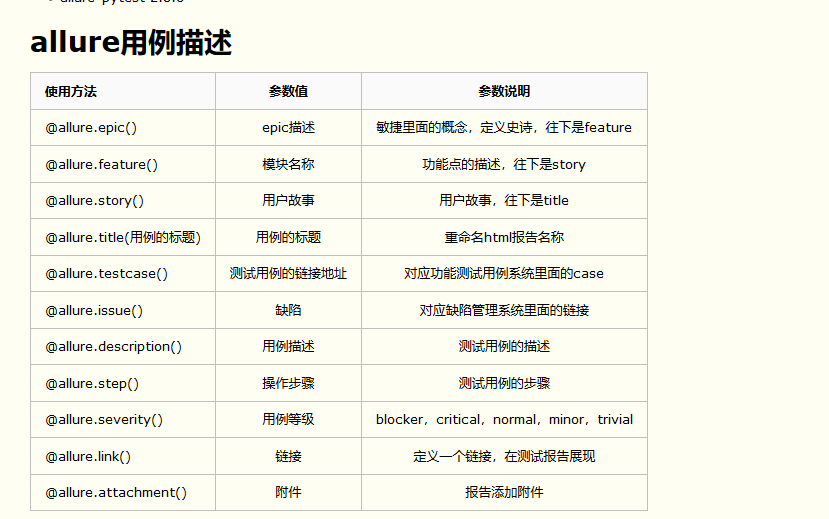 allure-pytest 2.8.6
allure用例描述
使用方法 参数值 参数说明
@allure.epic() epic描述 敏捷里面的概念，定义史诗，往下是feature
@allure.feature() 模块名称 功能点的描述，往下是story
@allure.story() 用户故事 用户故事，往下是title
@allure.title(用例的标题) 用例的标题 重命名html报告名称
@allure.testcase() 测试用例的链接地址 对应功能测试用例系统里面的case
@allure.issue() 缺陷 对应缺陷管理系统里面的链接
@allure.description() 用例描述 测试用例的描述
@allure.step() 操作步骤 测试用例的步骤
@allure.severity() 用例等级 blocker，critical，normal，minor，trivial
@allure.link() 链接 定义一个链接，在测试报告展现
@allure.attachment() 附件 报告添加附件